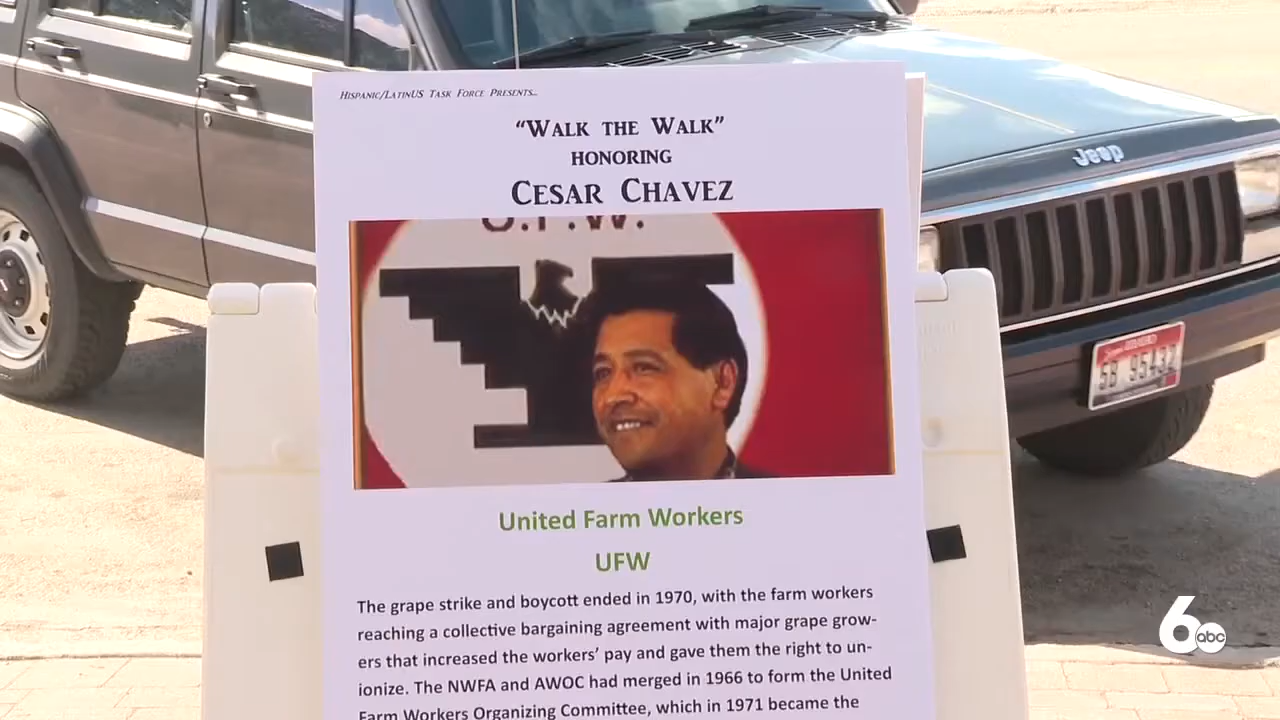 Hispanic/LatinUS Task Force Presents...
"Walk the Walk"
honoring
Cesar Chavez
U.F.W.
Jeep
United Farm Workers
UFW
The grape strike and boycott ended in 1970, with the farm workers
reaching a collective bargaining agreement with major grape grow-
ers that increased the workers' pay and gave them the right to un-
ionize. The NWFA and AWOC had merged in 1966 to form the United
Farm Workers Organizing Committee, which in 1971 became the
6 abc